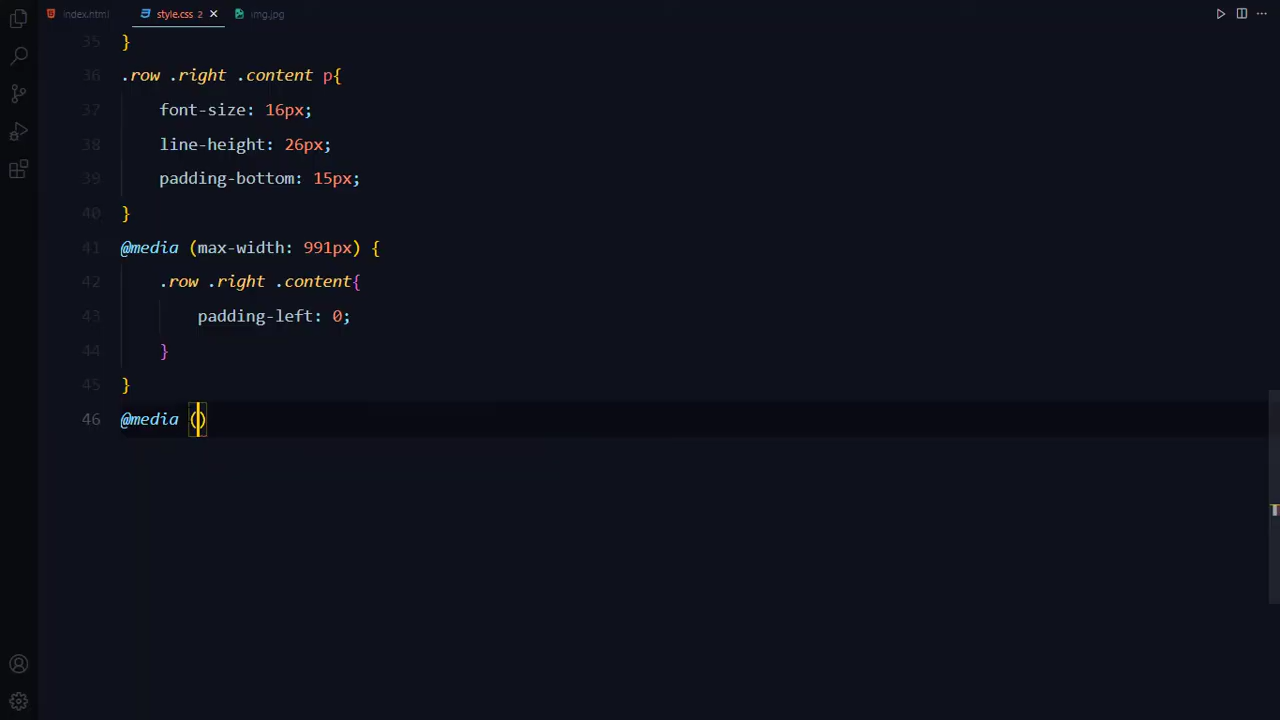 index.html style.css 2 img.jpg
35 }
36 .row .right .content p{
37 font-size: 16px;
38 line-height: 26px;
39 padding-bottom: 15px;
40 }
41 @media (max-width: 991px) {
42 .row .right .content{
43 padding-left: 0;
44 }
45 }
46 @media ()